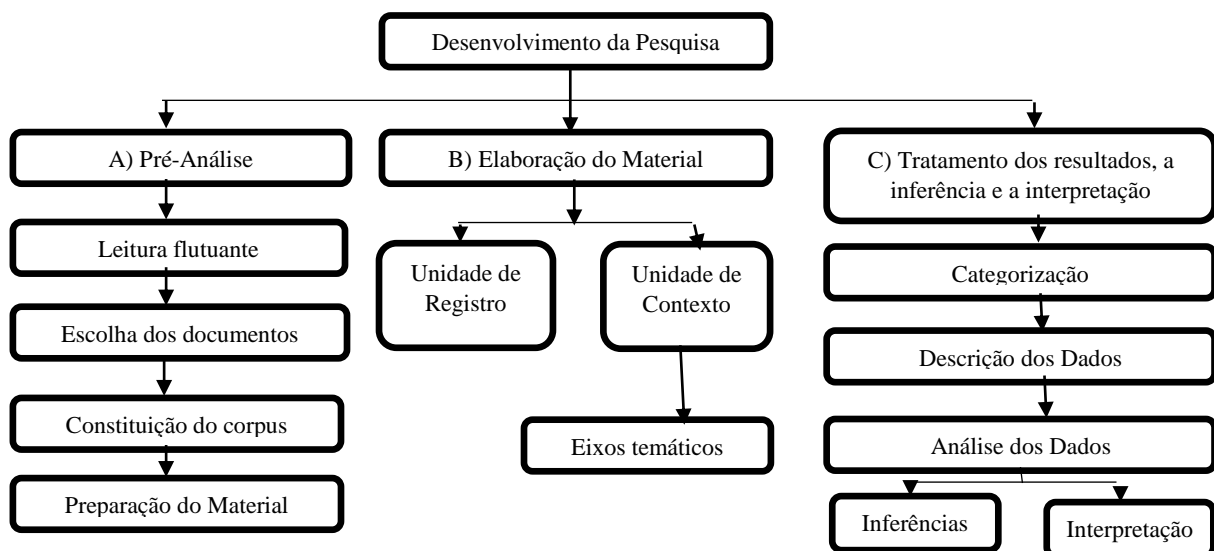 Desenvolvimento da Pesquisa
A) Pré-Análise
Leitura flutuante
Escolha dos documentos
Constituição do corpus
Preparação do Material
B) Elaboração do Material
Unidade de
Registro
Unidade de
Contexto
Eixos temáticos
C) Tratamento dos resultados, a
inferência e a interpretação
Categorização
Descrição dos Dados
Análise dos Dados
Inferências
Interpretação